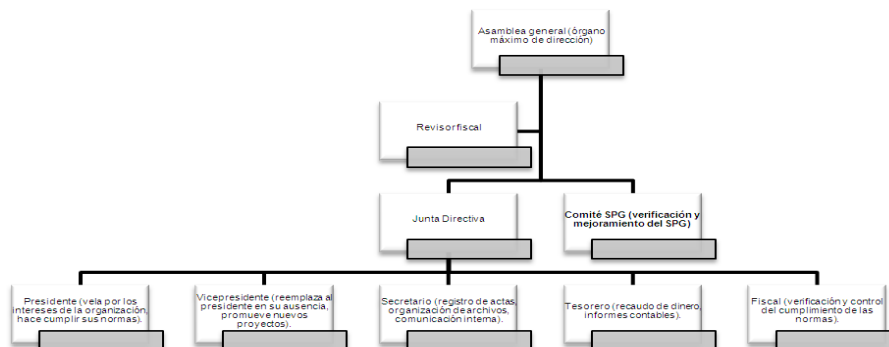 Asamblea general (órgano
máximo de dirección)
Revisor fiscal
Junta Directiva
Comité SPG (verificación y
mejoramiento del SPG)
Presidente (vela por los
intereses de la organización,
hace cumplir sus normas).
Vicepresidente (reemplaza al
presidente en su ausencia,
promueve nuevos
proyectos).
Secretario (registro de actas,
organización de archivos,
comunicación interna).
Tesorero (recaudo de dinero,
informes contables).
Fiscal (verificación y control
del cumplimiento de las
normas).